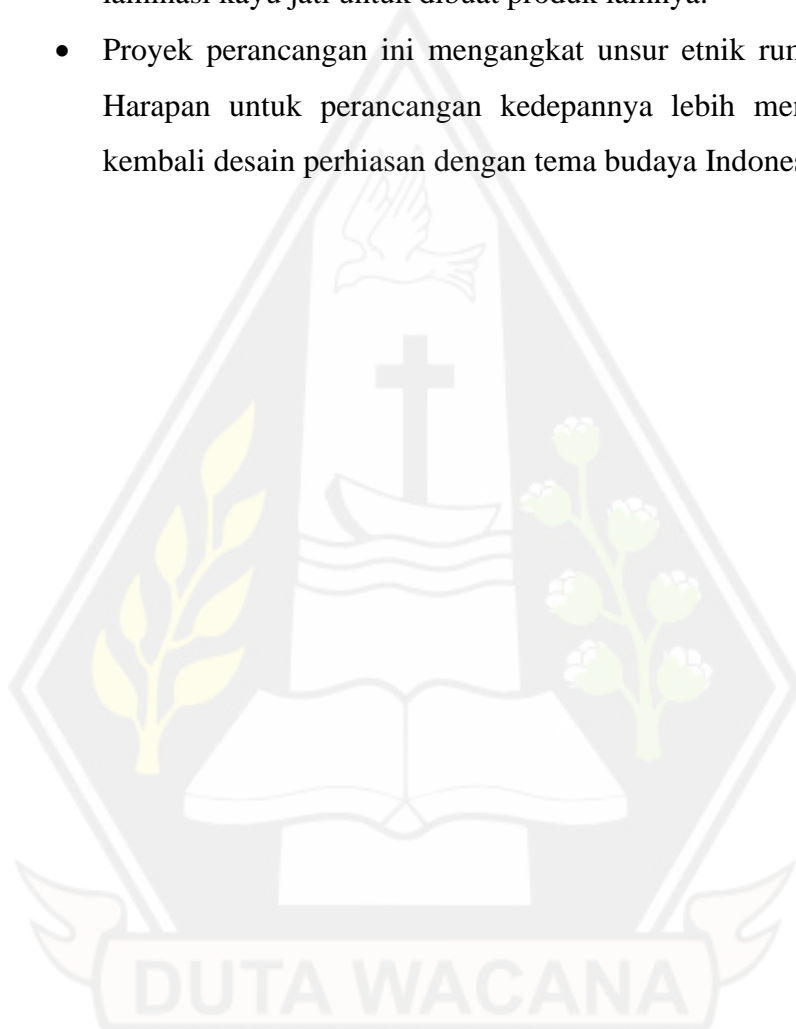 laminasi kayu jati untuk dibuat produk lainnya.
• Proyek perancangan ini mengangkat unsur etnik
Harapan untuk perancangan kedepannya lebih
kembali desain perhiasan dengan tema budaya
DUTA WACANA